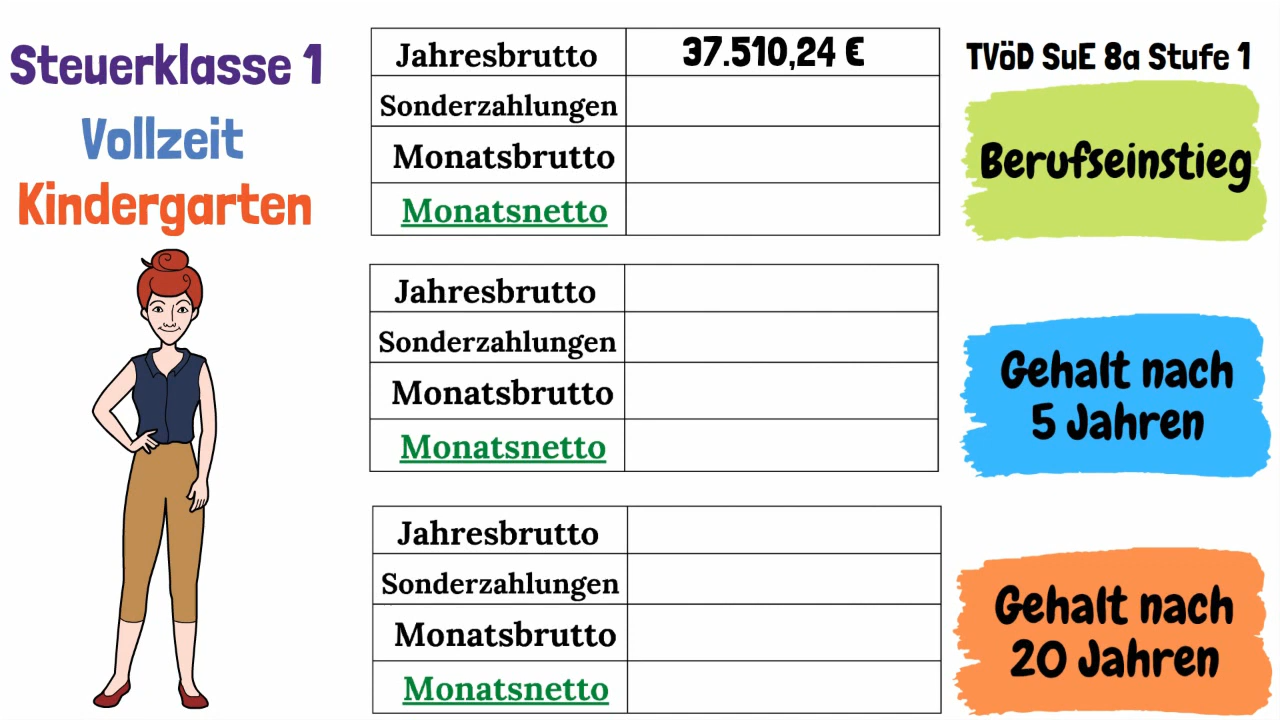 Steuerklasse 1
Vollzeit
Kindergarten
Jahresbrutto 37.510,24 €
Sonderzahlungen
Monatsbrutto
Monatsnetto
TVöD SuE 8a Stufe 1
Berufseinstieg
Jahresbrutto
Sonderzahlungen
Monatsbrutto
Monatsnetto
Gehalt nach
5 Jahren
Jahresbrutto
Sonderzahlungen
Monatsbrutto
Monatsnetto
Gehalt nach
20 Jahren